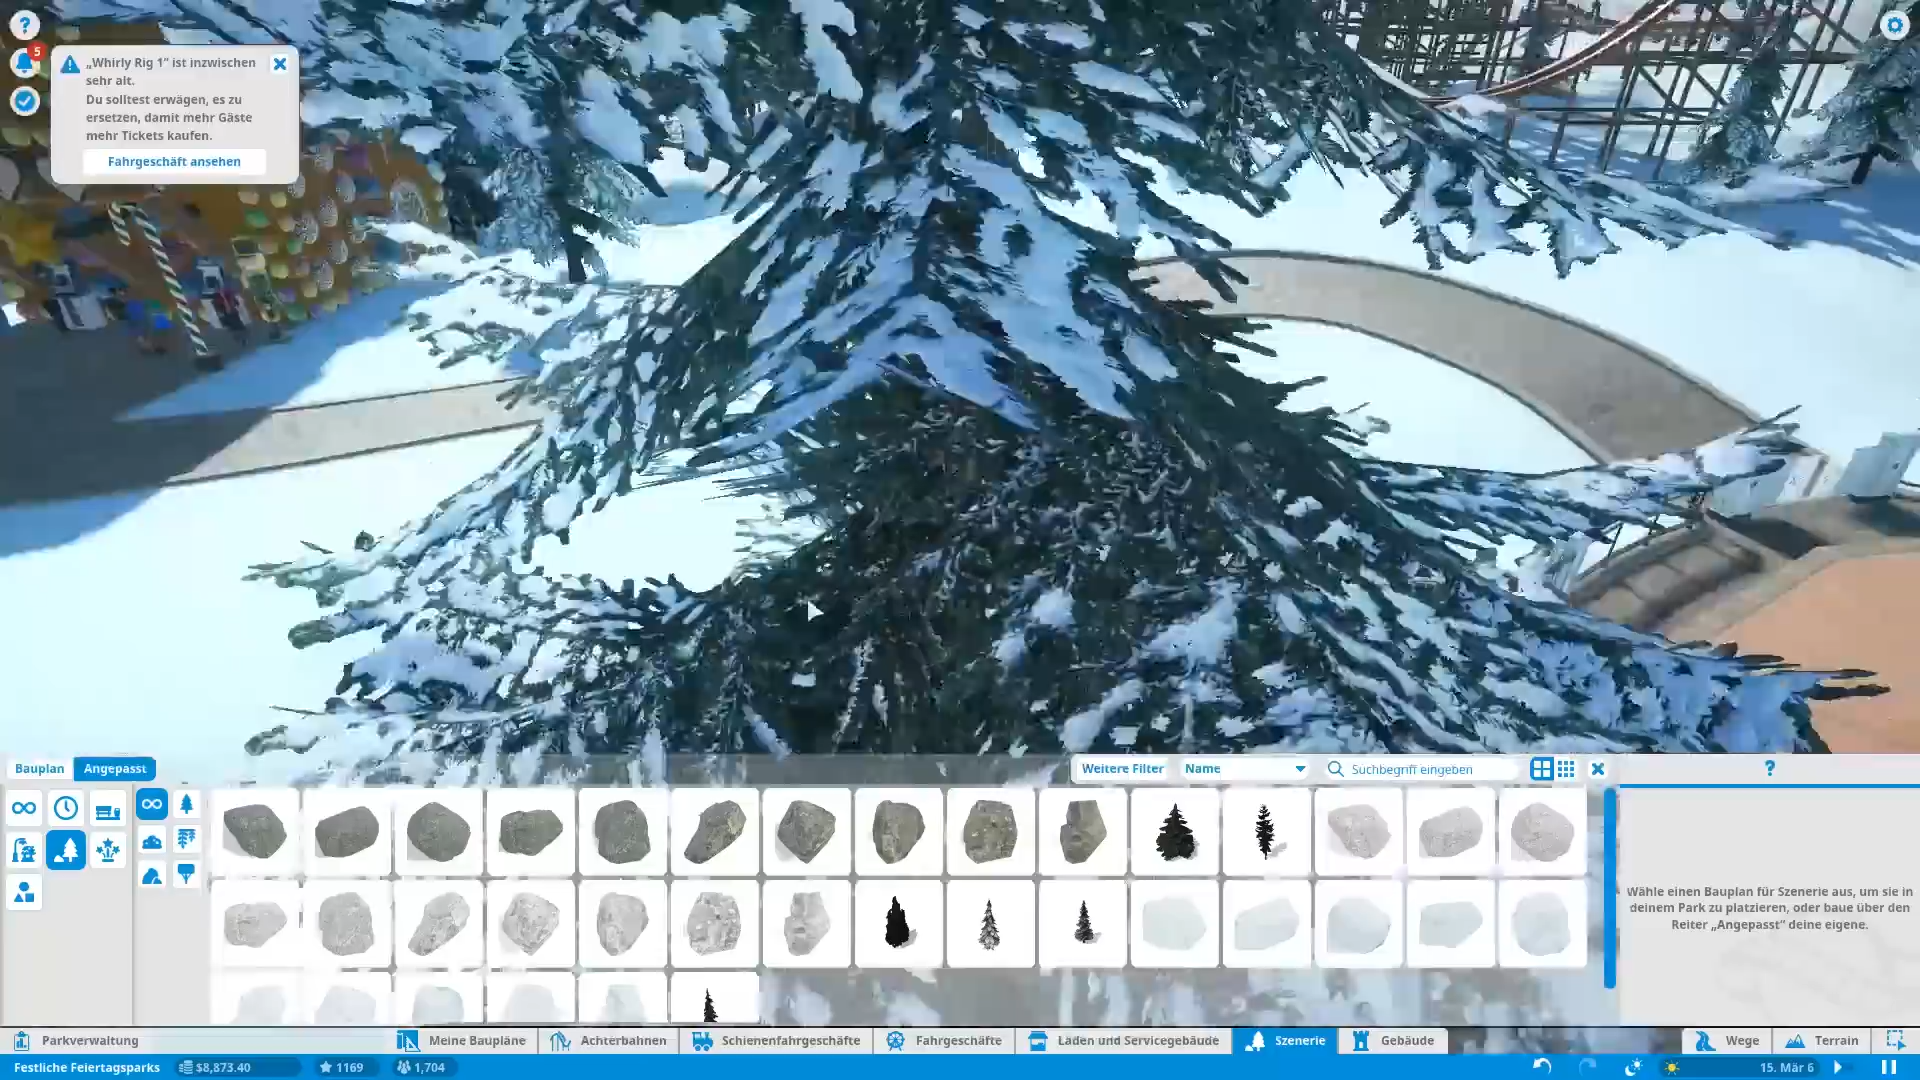 5
„Whirly Rig 1“ ist inzwischen
sehr alt.
Du solltest erwägen, es zu
ersetzen, damit mehr Gäste
mehr Tickets kaufen.
Fahrgeschäft ansehen
Bauplan
Angepasst
Weitere Filter
Name
Suchbegriff eingeben
?
Wähle einen Bauplan für Szenerie aus, um sie in
deinem Park zu platzieren, oder baue über den
Reiter „Angepasst“ deine eigene.
Parkverwaltung
Meine Baupläne
Achterbahnen
Schienenfahrgeschäfte
Fahrgeschäfte
Läden und Servicegebäude
Szenerie
Gebäude
Wege
Terrain
Festliche Feiertagsparks
$8,873.40
1169
1,704
15. Mär 6